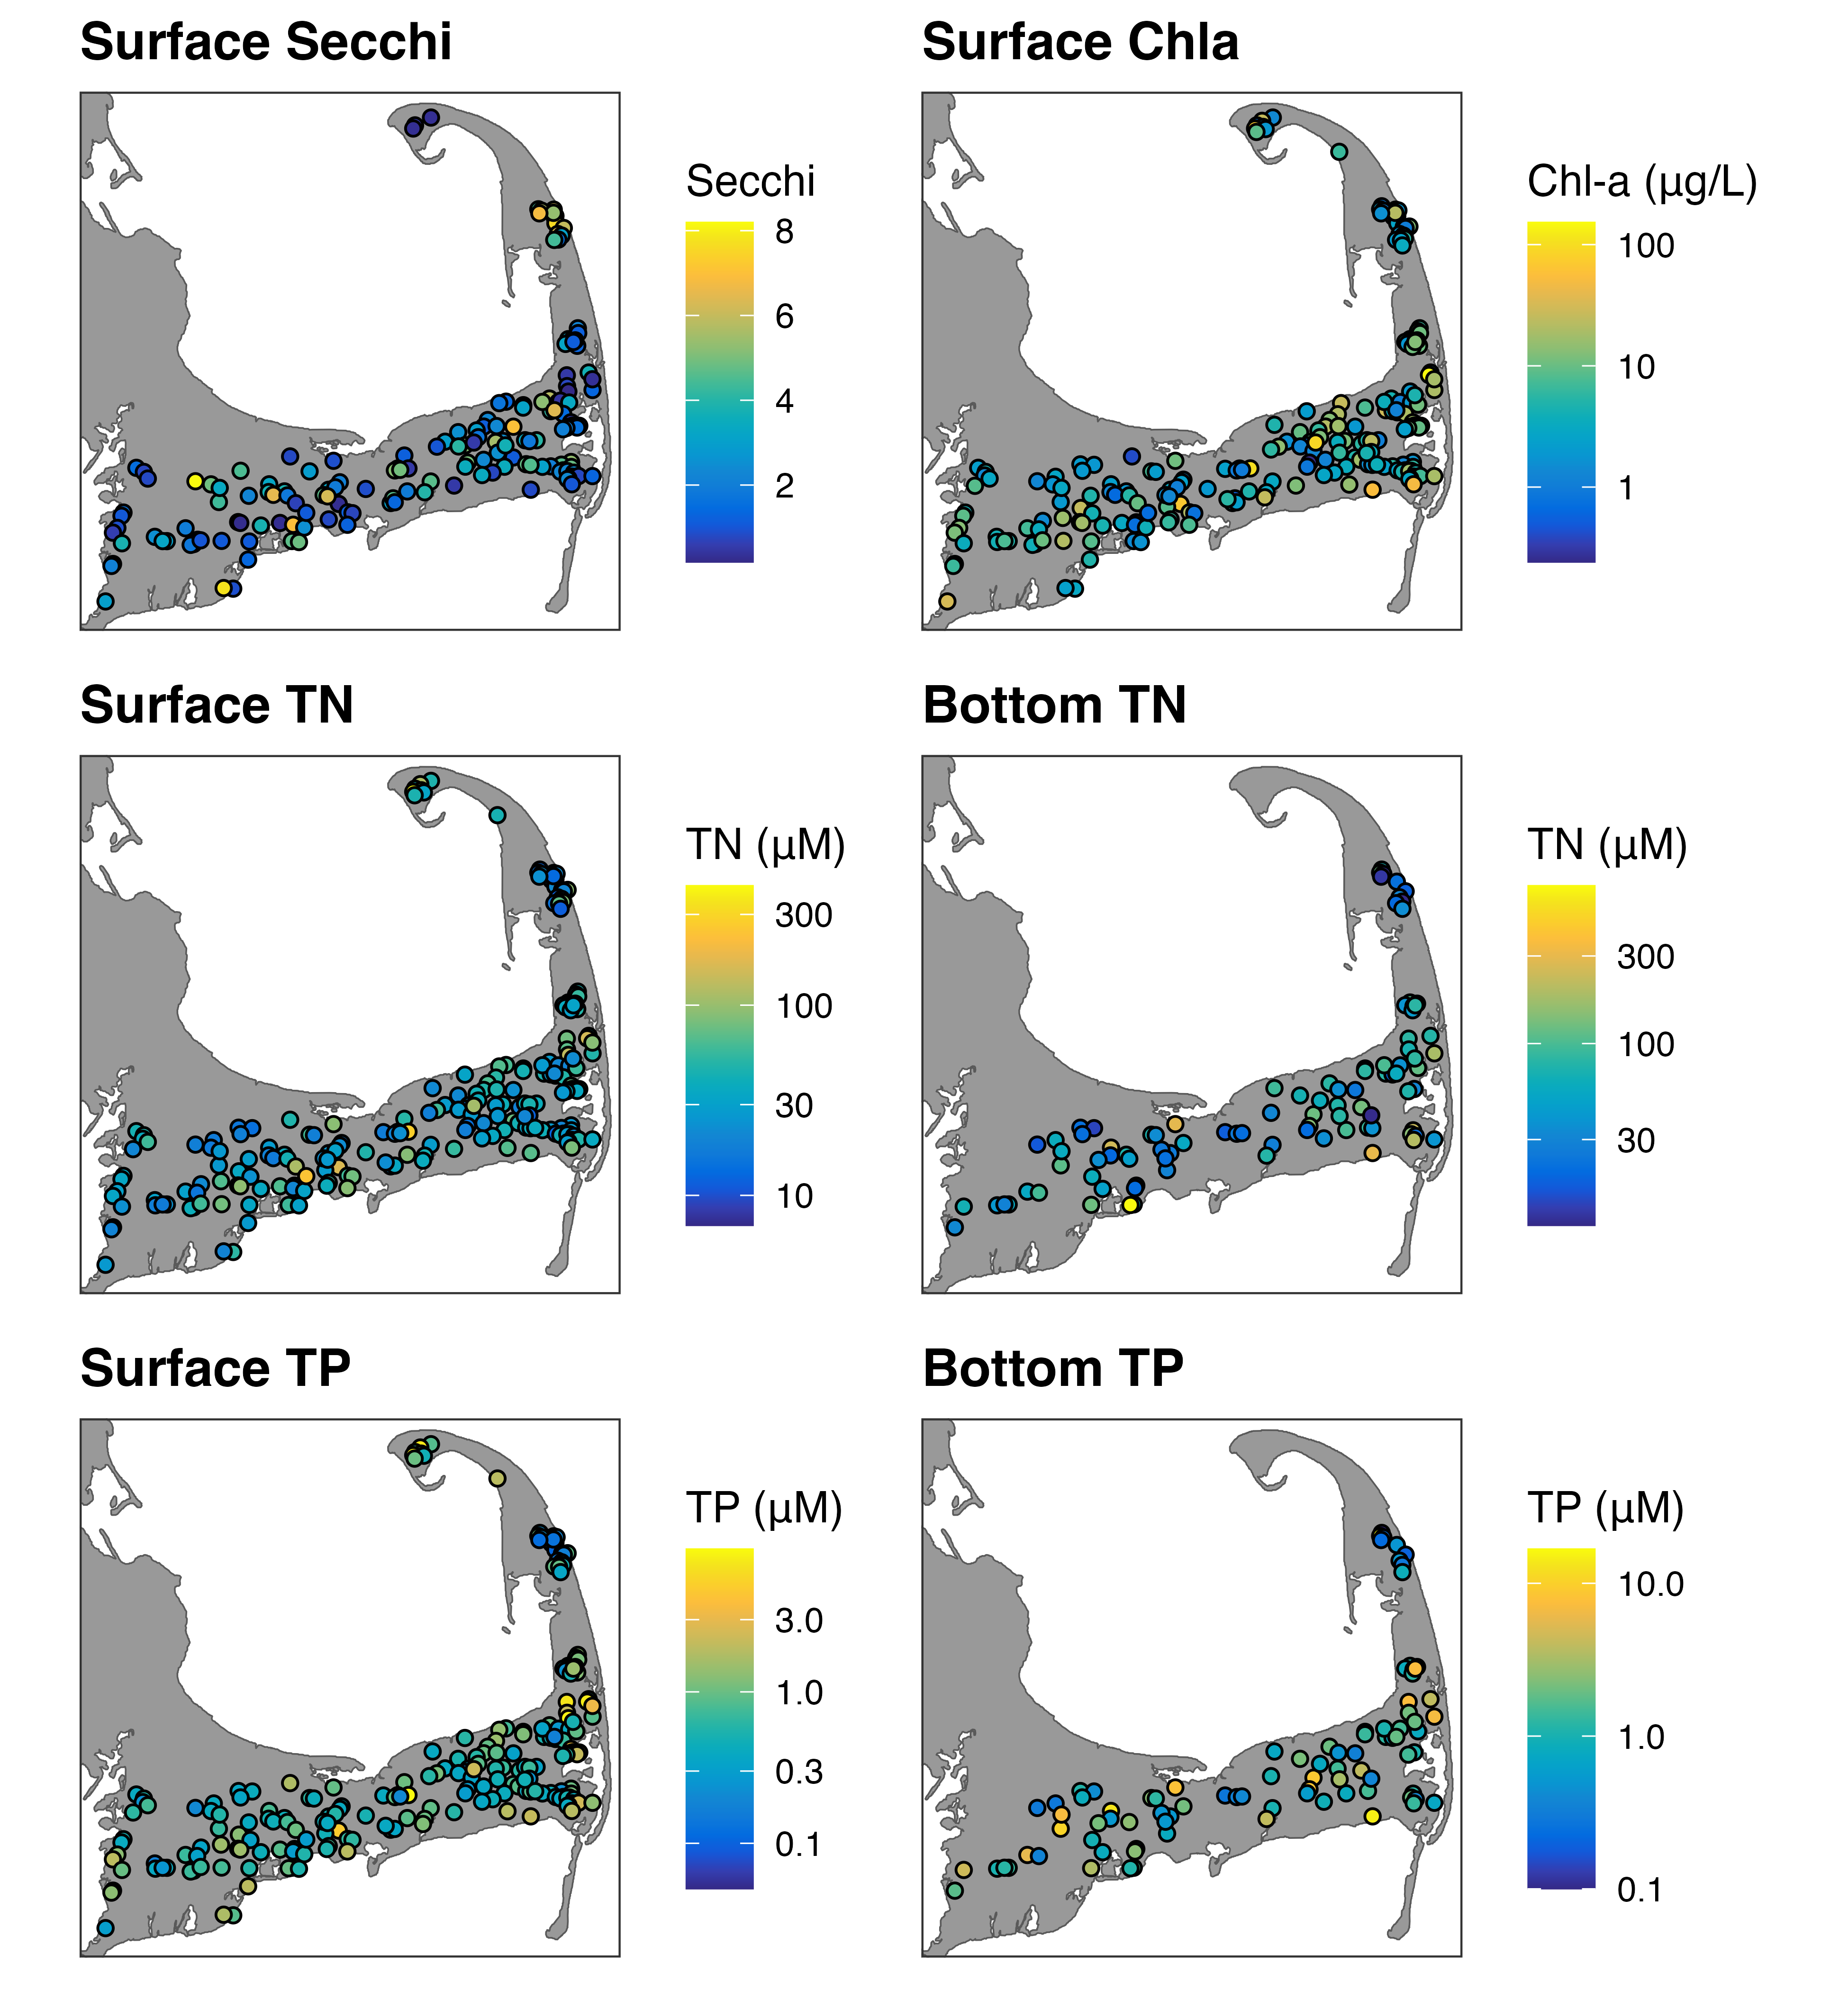 Surface Secchi
Secchi
8
6
4
2
Surface Chla
Chl-a (µg/L)
100
10
1
Surface TN
TN (µM)
300
100
30
10
Bottom TN
TN (µM)
300
100
30
Surface TP
TP (µM)
3.0
1.0
0.3
0.1
Bottom TP
TP (µM)
10.0
1.0
0.1